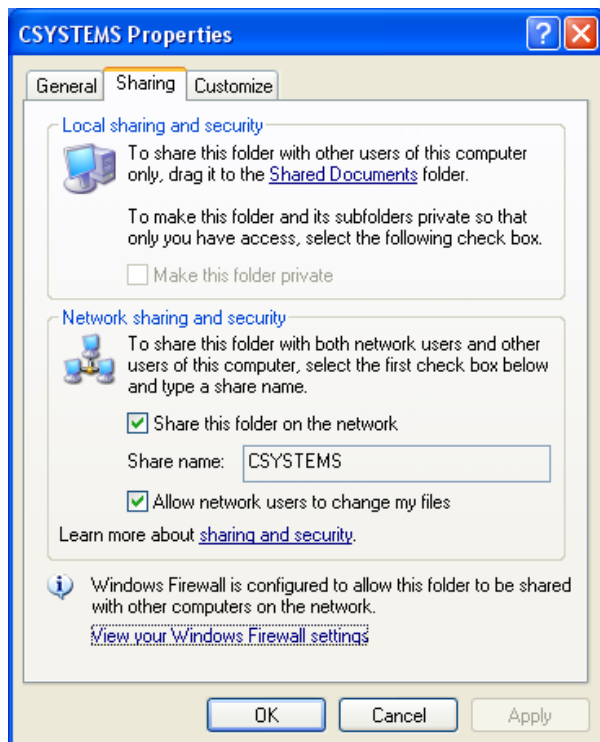 CSYSTEMS Properties
General Sharing Customize
Local sharing and security
To share this folder with other users of this computer
only, drag it to the Shared Documents folder.
To make this folder and its subfolders private so that
only you have access, select the following check box.
Make this folder private
Network sharing and security
To share this folder with both network users and other
users of this computer, select the first check box below
and type a share name.
Share this folder on the network
Share name: CSYSTEMS
Allow network users to change my files
Learn more about sharing and security.
Windows Firewall is configured to allow this folder to be shared
with other computers on the network.
View your Windows Firewall settings
OK Cancel Apply